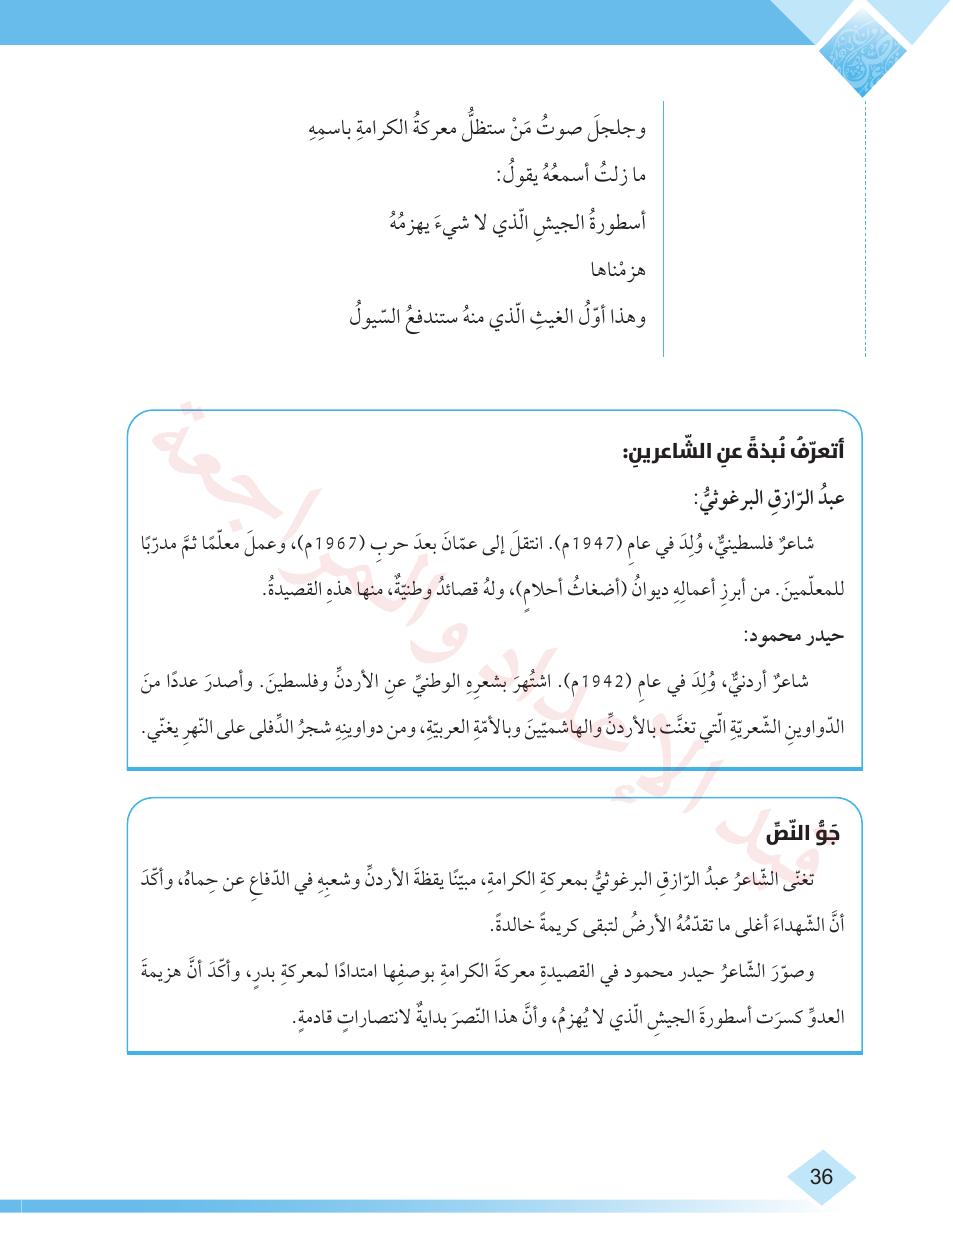 وجلجلَ صوتُ مَنْ ستظلُّ معركةُ الكرامةِ باسمِهِ
ما زلتُ أسمعُهُ يقولُ:
أسطورةُ الجيشِ الّذي لا شيءَ يهزمُهُ
هزمْناها
وهذا أوّلُ الغيثِ الّذي منهُ ستندفعُ السّيولُ
أتعرّفُ نُبذةً عنِ الشّاعرينِ:
عبدُ الرّازقِ البرغوثيُّ:
شاعرٌ فلسطينيٌّ، وُلِدَ في عامِ (1947م). انتقلَ إلى عمّانَ بعدَ حربِ (1967م)، وعملَ معلّمًا ثمَّ مدرّبًا
للمعلّمينَ. من أبرزِ أعمالِهِ ديوانُ (أضغاثُ أحلامٍ)، ولهُ قصائدُ وطنيّةٌ، منها هذهِ القصيدةُ.
حيدر محمود:
شاعرٌ أردنيٌّ، وُلِدَ في عامِ (1942م). اشتُهرَ بشعرِهِ الوطنيِّ عنِ الأردنِّ وفلسطينَ. وأصدرَ عددًا منَ
الدّواوينِ الشّعريّةِ الّتي تغنَّت بالأردنِّ والهاشميّينَ وبالأمّةِ العربيّةِ، ومن دواوينِهِ شجرُ الدِّفلى على النّهرِ يغنّي.
جَوُّ النّصِّ
تغنّى الشّاعرُ عبدُ الرّازقِ البرغوثيُّ بمعركةِ الكرامةِ، مبيّنًا يقظةَ الأردنِّ وشعبِهِ في الدّفاعِ عن حِماهُ، وأكّدَ
أنَّ الشّهداءَ أغلى ما تقدّمُهُ الأرضُ لتبقى كريمةً خالدةً.
وصوّرَ الشّاعرُ حيدر محمود في القصيدةِ معركةَ الكرامةِ بوصفِها امتدادًا لمعركةِ بدرٍ، وأكّدَ أنَّ هزيمةَ
العدوِّ كسرَت أسطورةَ الجيشِ الّذي لا يُهزمُ، وأنَّ هذا النّصرَ بدايةٌ لانتصاراتٍ قادمةٍ.
قيد الإعداد والمراجعة
36